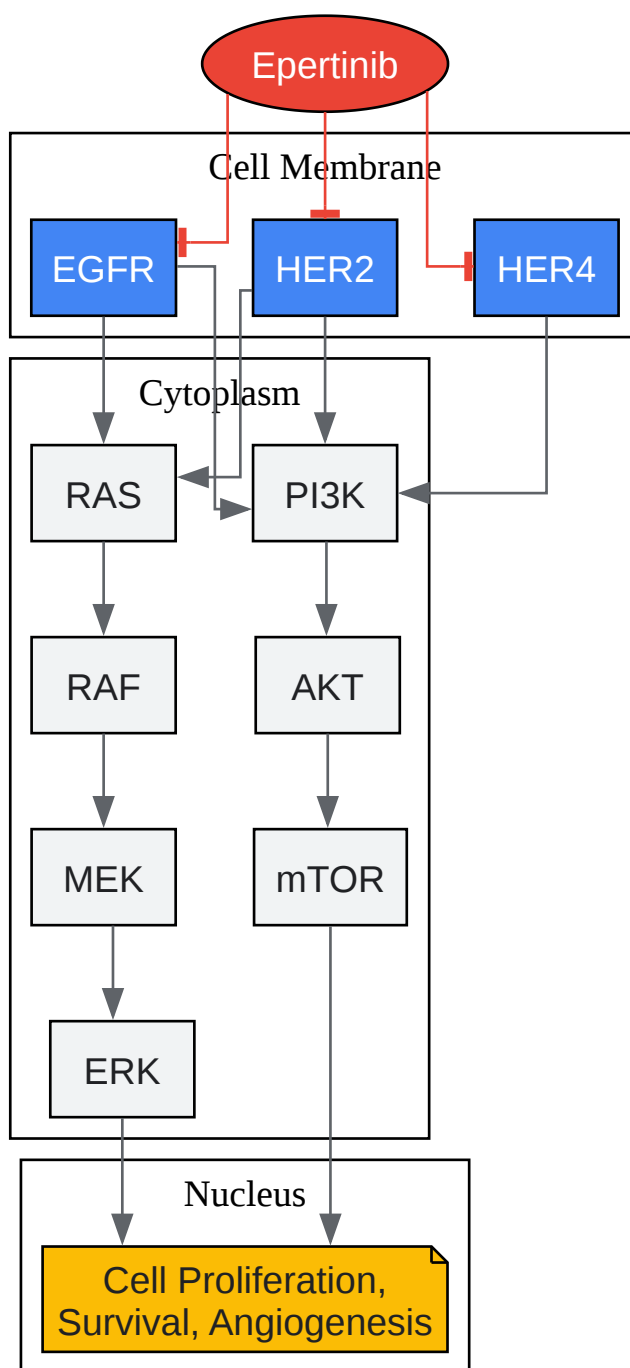 Epertinib
Cell Membrane
EGFR
HER2
HER4
Cytoplasm
RAS
PI3K
RAF
AKT
MEK
mTOR
ERK
Nucleus
Cell Proliferation,
Survival, Angiogenesis